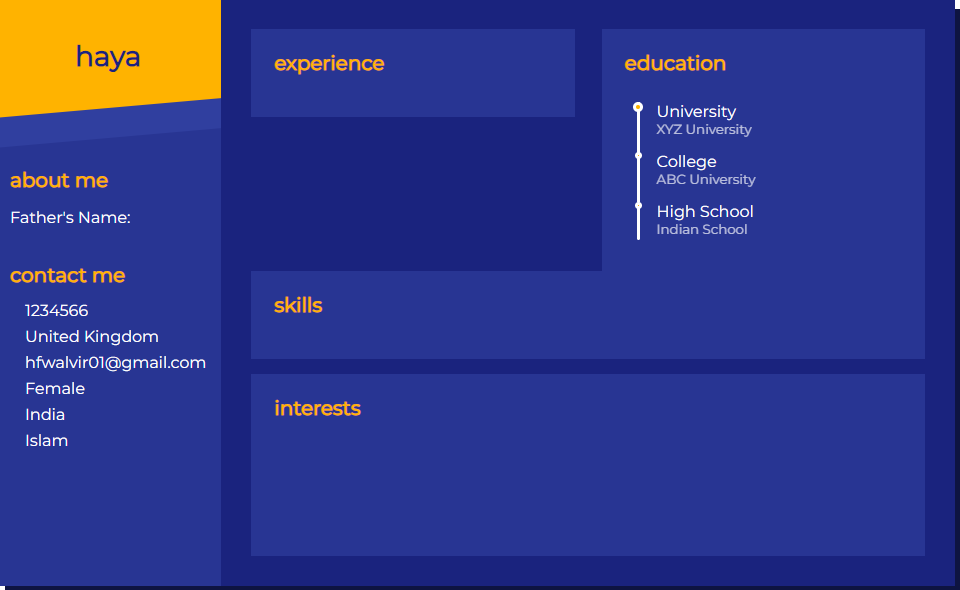 haya
about me
Father's Name:
contact me
1234566
United Kingdom
hfwalvir01@gmail.com
Female
India
Islam
experience
education
University
XYZ University
College
ABC University
High School
Indian School
skills
interests